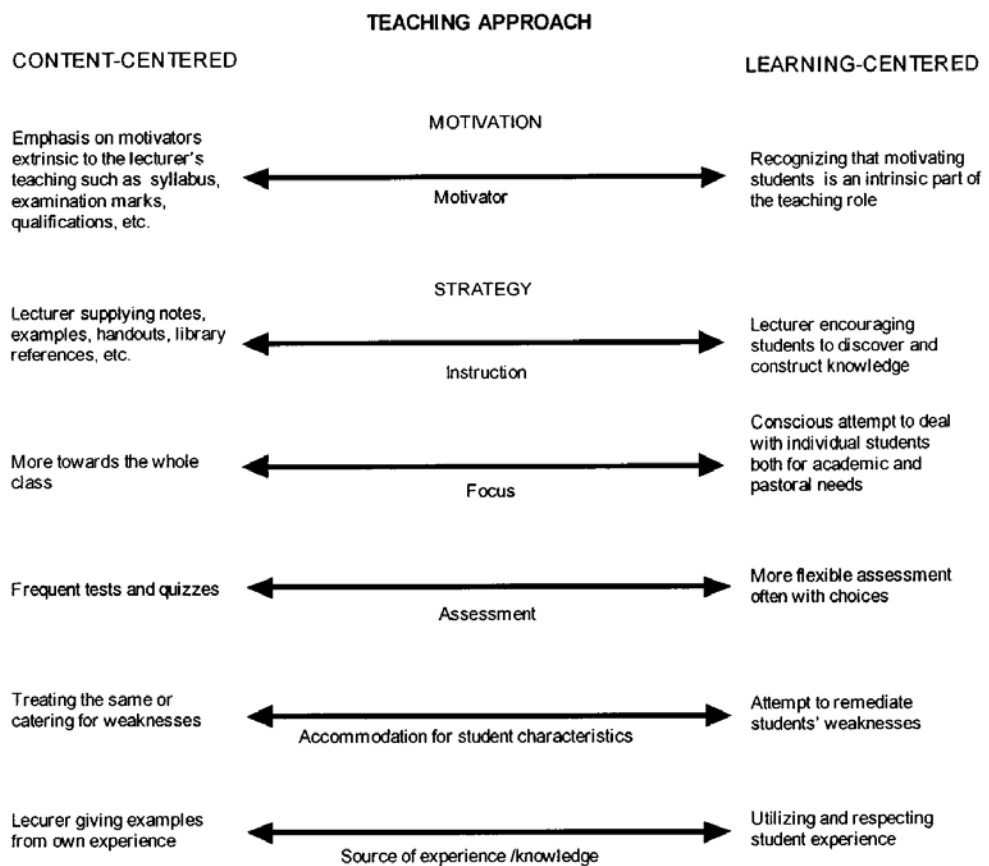 TEACHING APPROACH
CONTENT-CENTERED
LEARNING-CENTERED
MOTIVATION
Emphasis on motivators
extrinsic to the lecturer's
teaching such as syllabus,
examination marks,
qualifications, etc.
Motivator
Recognizing that motivating
students is an intrinsic part of
the teaching role
STRATEGY
Lecturer supplying notes,
examples, handouts, library
references, etc.
Instruction
Lecturer encouraging
students to discover and
construct knowledge
More towards the whole
class
Focus
Conscious attempt to deal
with individual students
both for academic and
pastoral needs
Frequent tests and quizzes
Assessment
More flexible assessment
often with choices
Treating the same or
catering for weaknesses
Accommodation for student characteristics
Attempt to remediate
students' weaknesses
Lecurer giving examples
from own experience
Source of experience /knowledge
Utilizing and respecting
student experience